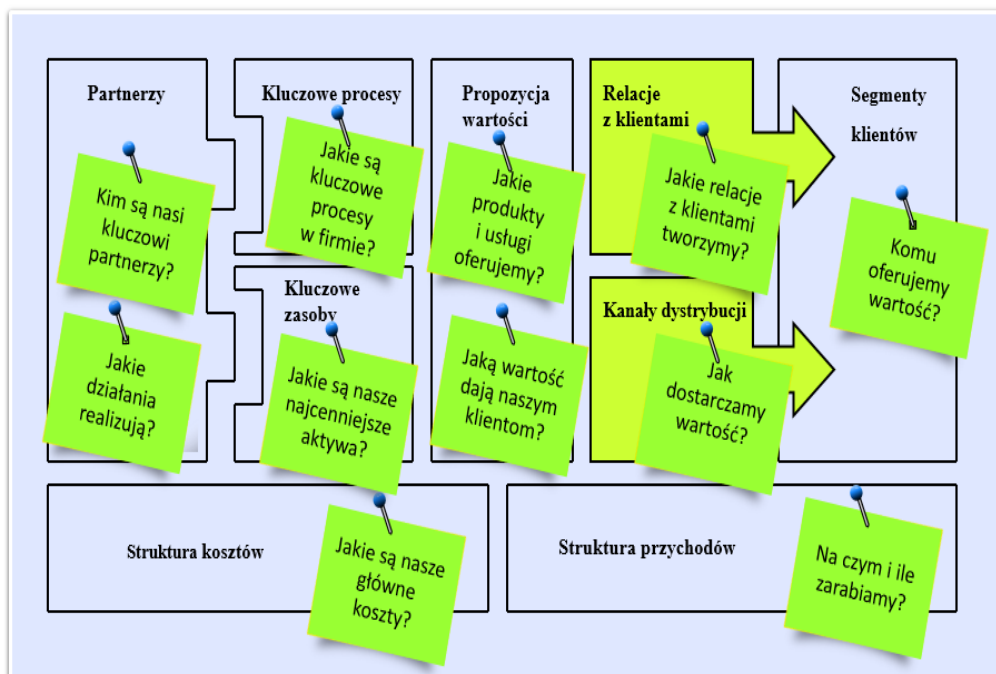 Partnerzy
Kim są nasi
kluczowi
partnerzy?
Jakie
działania
realizują?
Kluczowe procesy
Jakie są
kluczowe
procesy
w firmie?
Kluczowe
zasoby
Jakie są nasze
najcenniejsze
aktywa?
Propozycja
wartości
Jakie
produkty
i usługi
oferujemy?
Jaką wartość
dają naszym
klientom?
Relacje
z klientami
Jakie relacje
z klientami
tworzymy?
Kanały dystrybucji
Jak
dostarczamy
wartość?
Segmenty
klientów
Komu
oferujemy
wartość?
Struktura kosztów
Jakie są nasze
główne
koszty?
Struktura przychodów
Na czym i ile
zarabiamy?